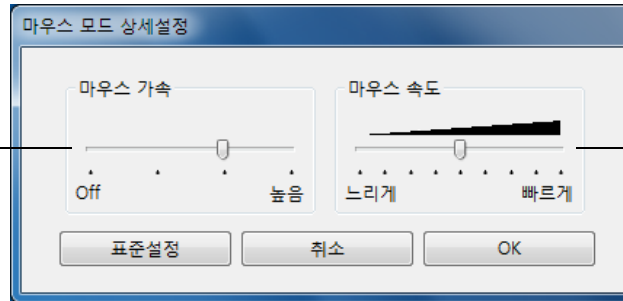 마우스 모드 상세설정
마우스 가속
마우스 속도
Off 높음
느리게 빠르게
표준설정 취소 OK